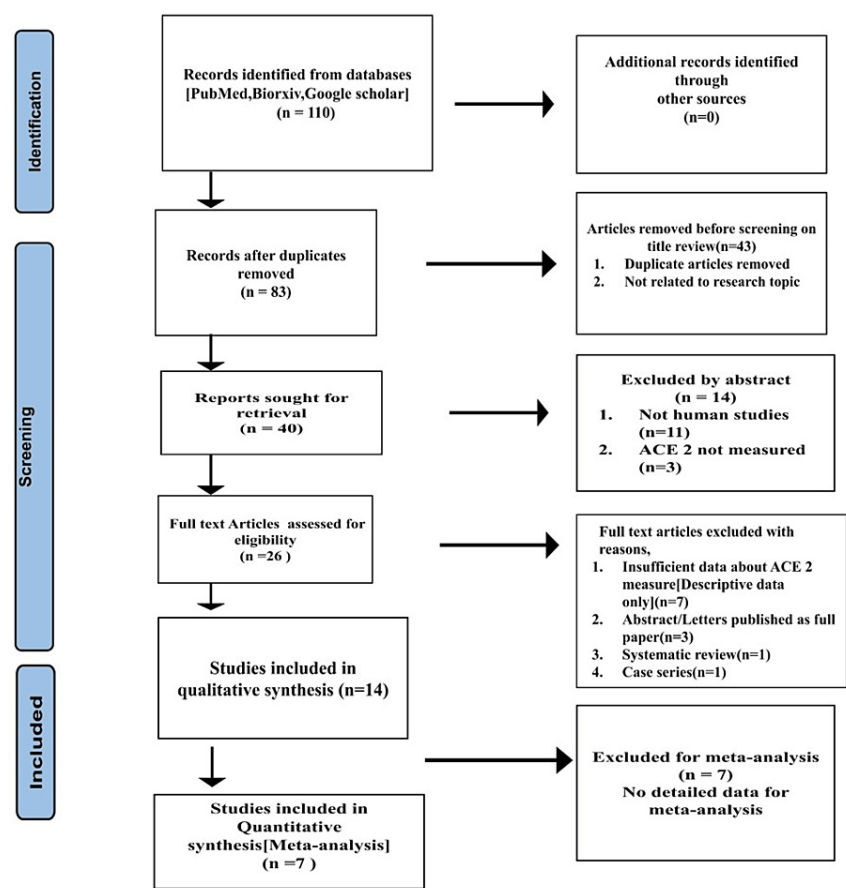 Identification
Records identified from databases
[PubMed,Biorxiv,Google scholar]
(n = 110)
Additional records identified
through
other sources
(n=0)
Screening
Records after duplicates
removed
(n = 83)
Articles removed before screening on
title review(n=43)
1. Duplicate articles removed
2. Not related to research topic
Reports sought for
retrieval
(n = 40)
Excluded by abstract
(n = 14)
1. Not human studies
(n=11)
2. ACE 2 not measured
(n=3)
Full text Articles assessed for
eligibility
(n =26 )
Full text articles excluded with
reasons,
1. Insufficient data about ACE 2
measure[Descriptive data
only](n=7)
2. Abstract/Letters published as full
paper(n=3)
3. Systematic review(n=1)
4. Case series(n=1)
Studies included in
qualitative synthesis (n=14)
Included
Excluded for meta-analysis
(n = 7)
No detailed data for
meta-analysis
Studies included in
Quantitative
synthesis[Meta-analysis]
(n =7 )